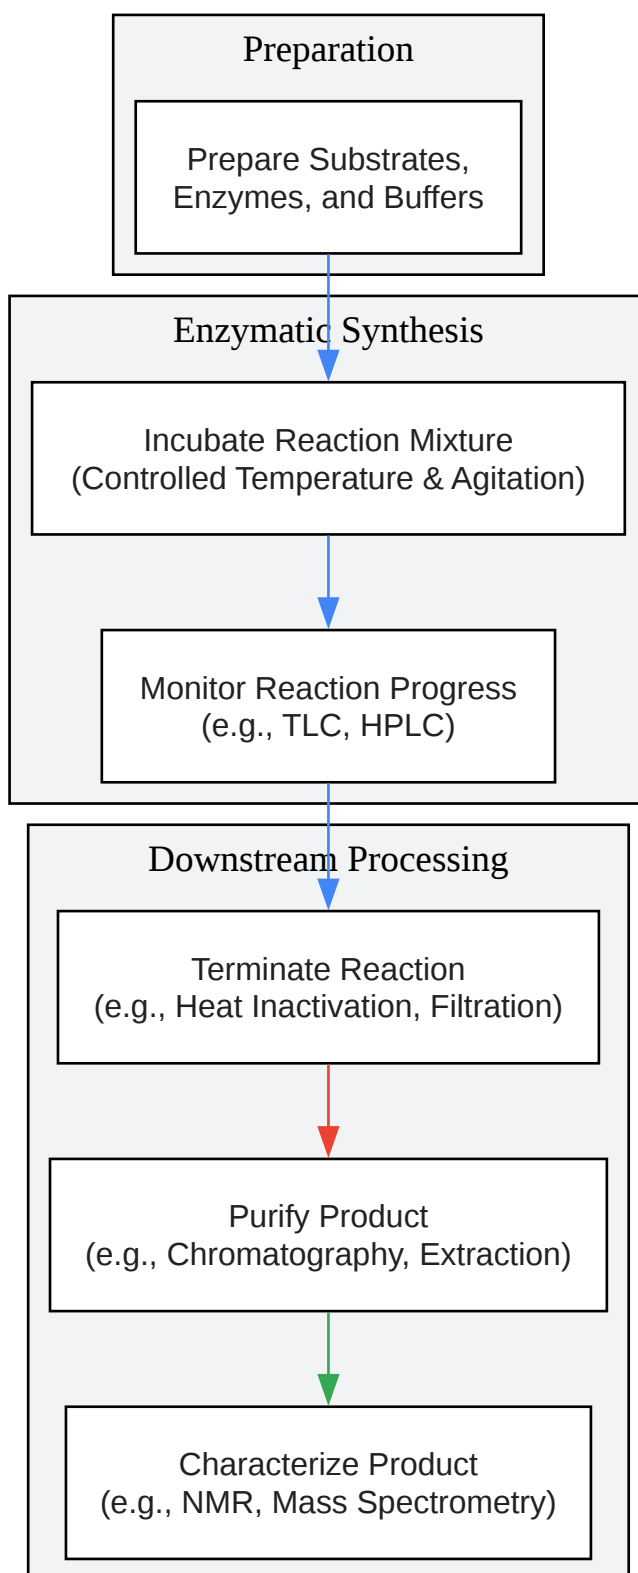 Preparation
Prepare Substrates,
Enzymes, and Buffers
Enzymatic Synthesis
Incubate Reaction Mixture
(Controlled Temperature & Agitation)
Monitor Reaction Progress
(e.g., TLC, HPLC)
Downstream Processing
Terminate Reaction
(e.g., Heat Inactivation, Filtration)
Purify Product
(e.g., Chromatography, Extraction)
Characterize Product
(e.g., NMR, Mass Spectrometry)